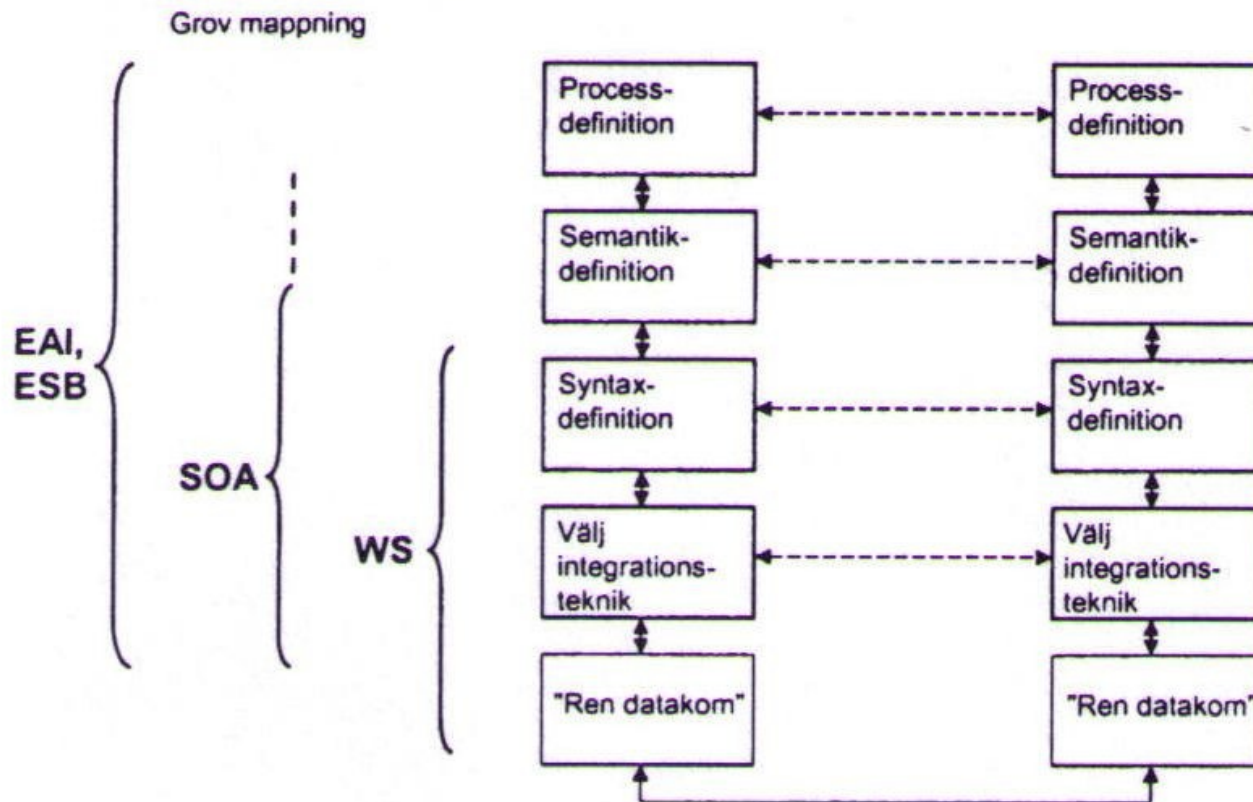 Grov mappning
EAI,
ESB
SOA
WS
Process-
definition
Semantik-
definition
Syntax-
definition
Välj
integrations-
teknik
"Ren datakom"
Process-
definition
Semantik-
definition
Syntax-
definition
Välj
integrations-
teknik
"Ren datakom"